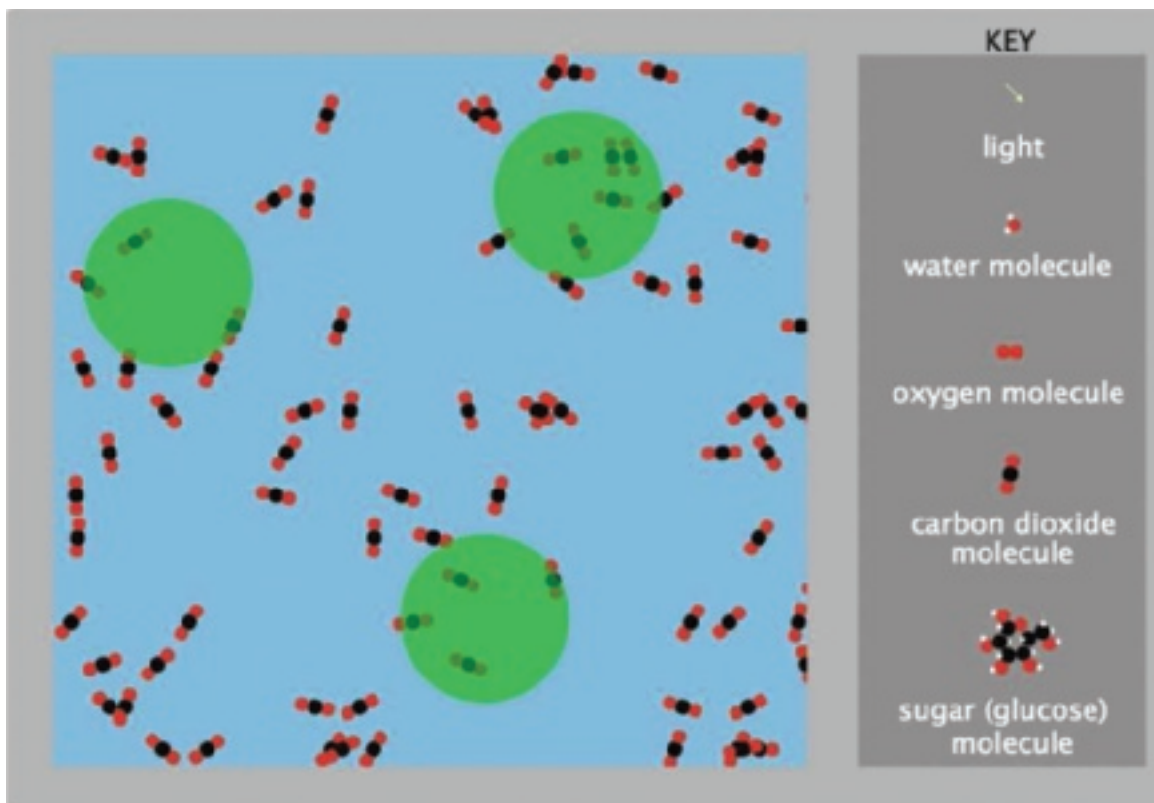 KEY
light
water molecule
oxygen molecule
carbon dioxide
molecule
sugar (glucose)
molecule